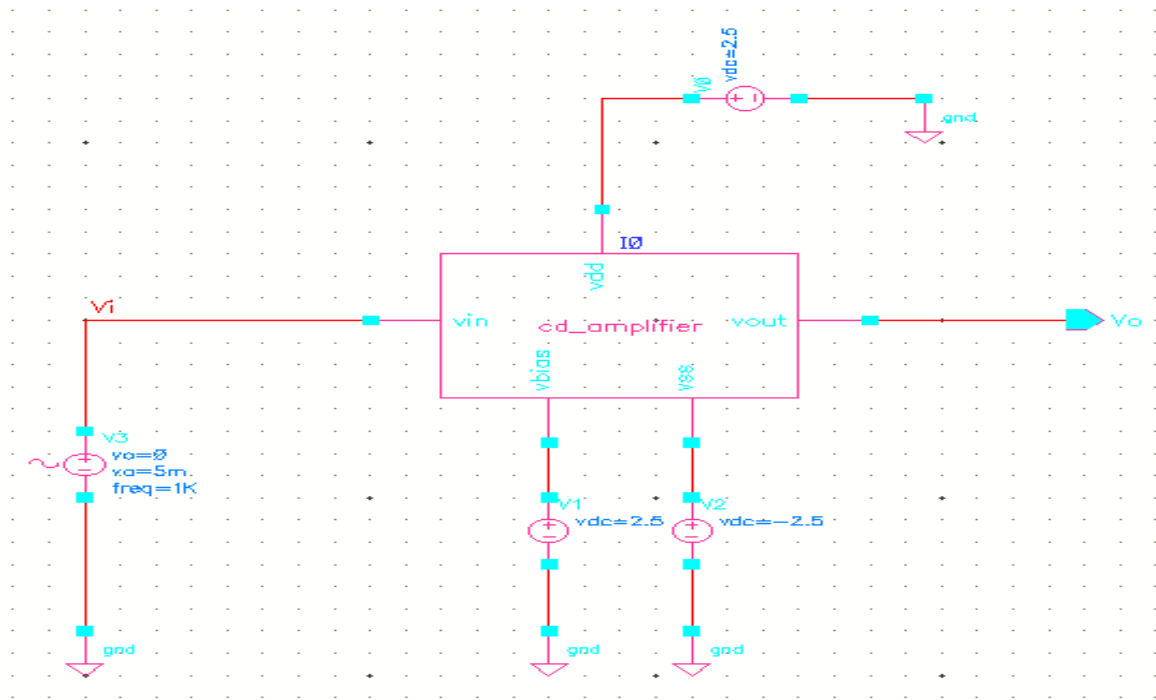 vdc=2.5
V0
gnd
I0
vdd
Vi
vin
cd_amplifier
vout
Vo
vbias
vss
V3
vo=0
va=5m
freq=1K
V1
vdc=2.5
V2
vdc=-2.5
gnd
gnd
gnd